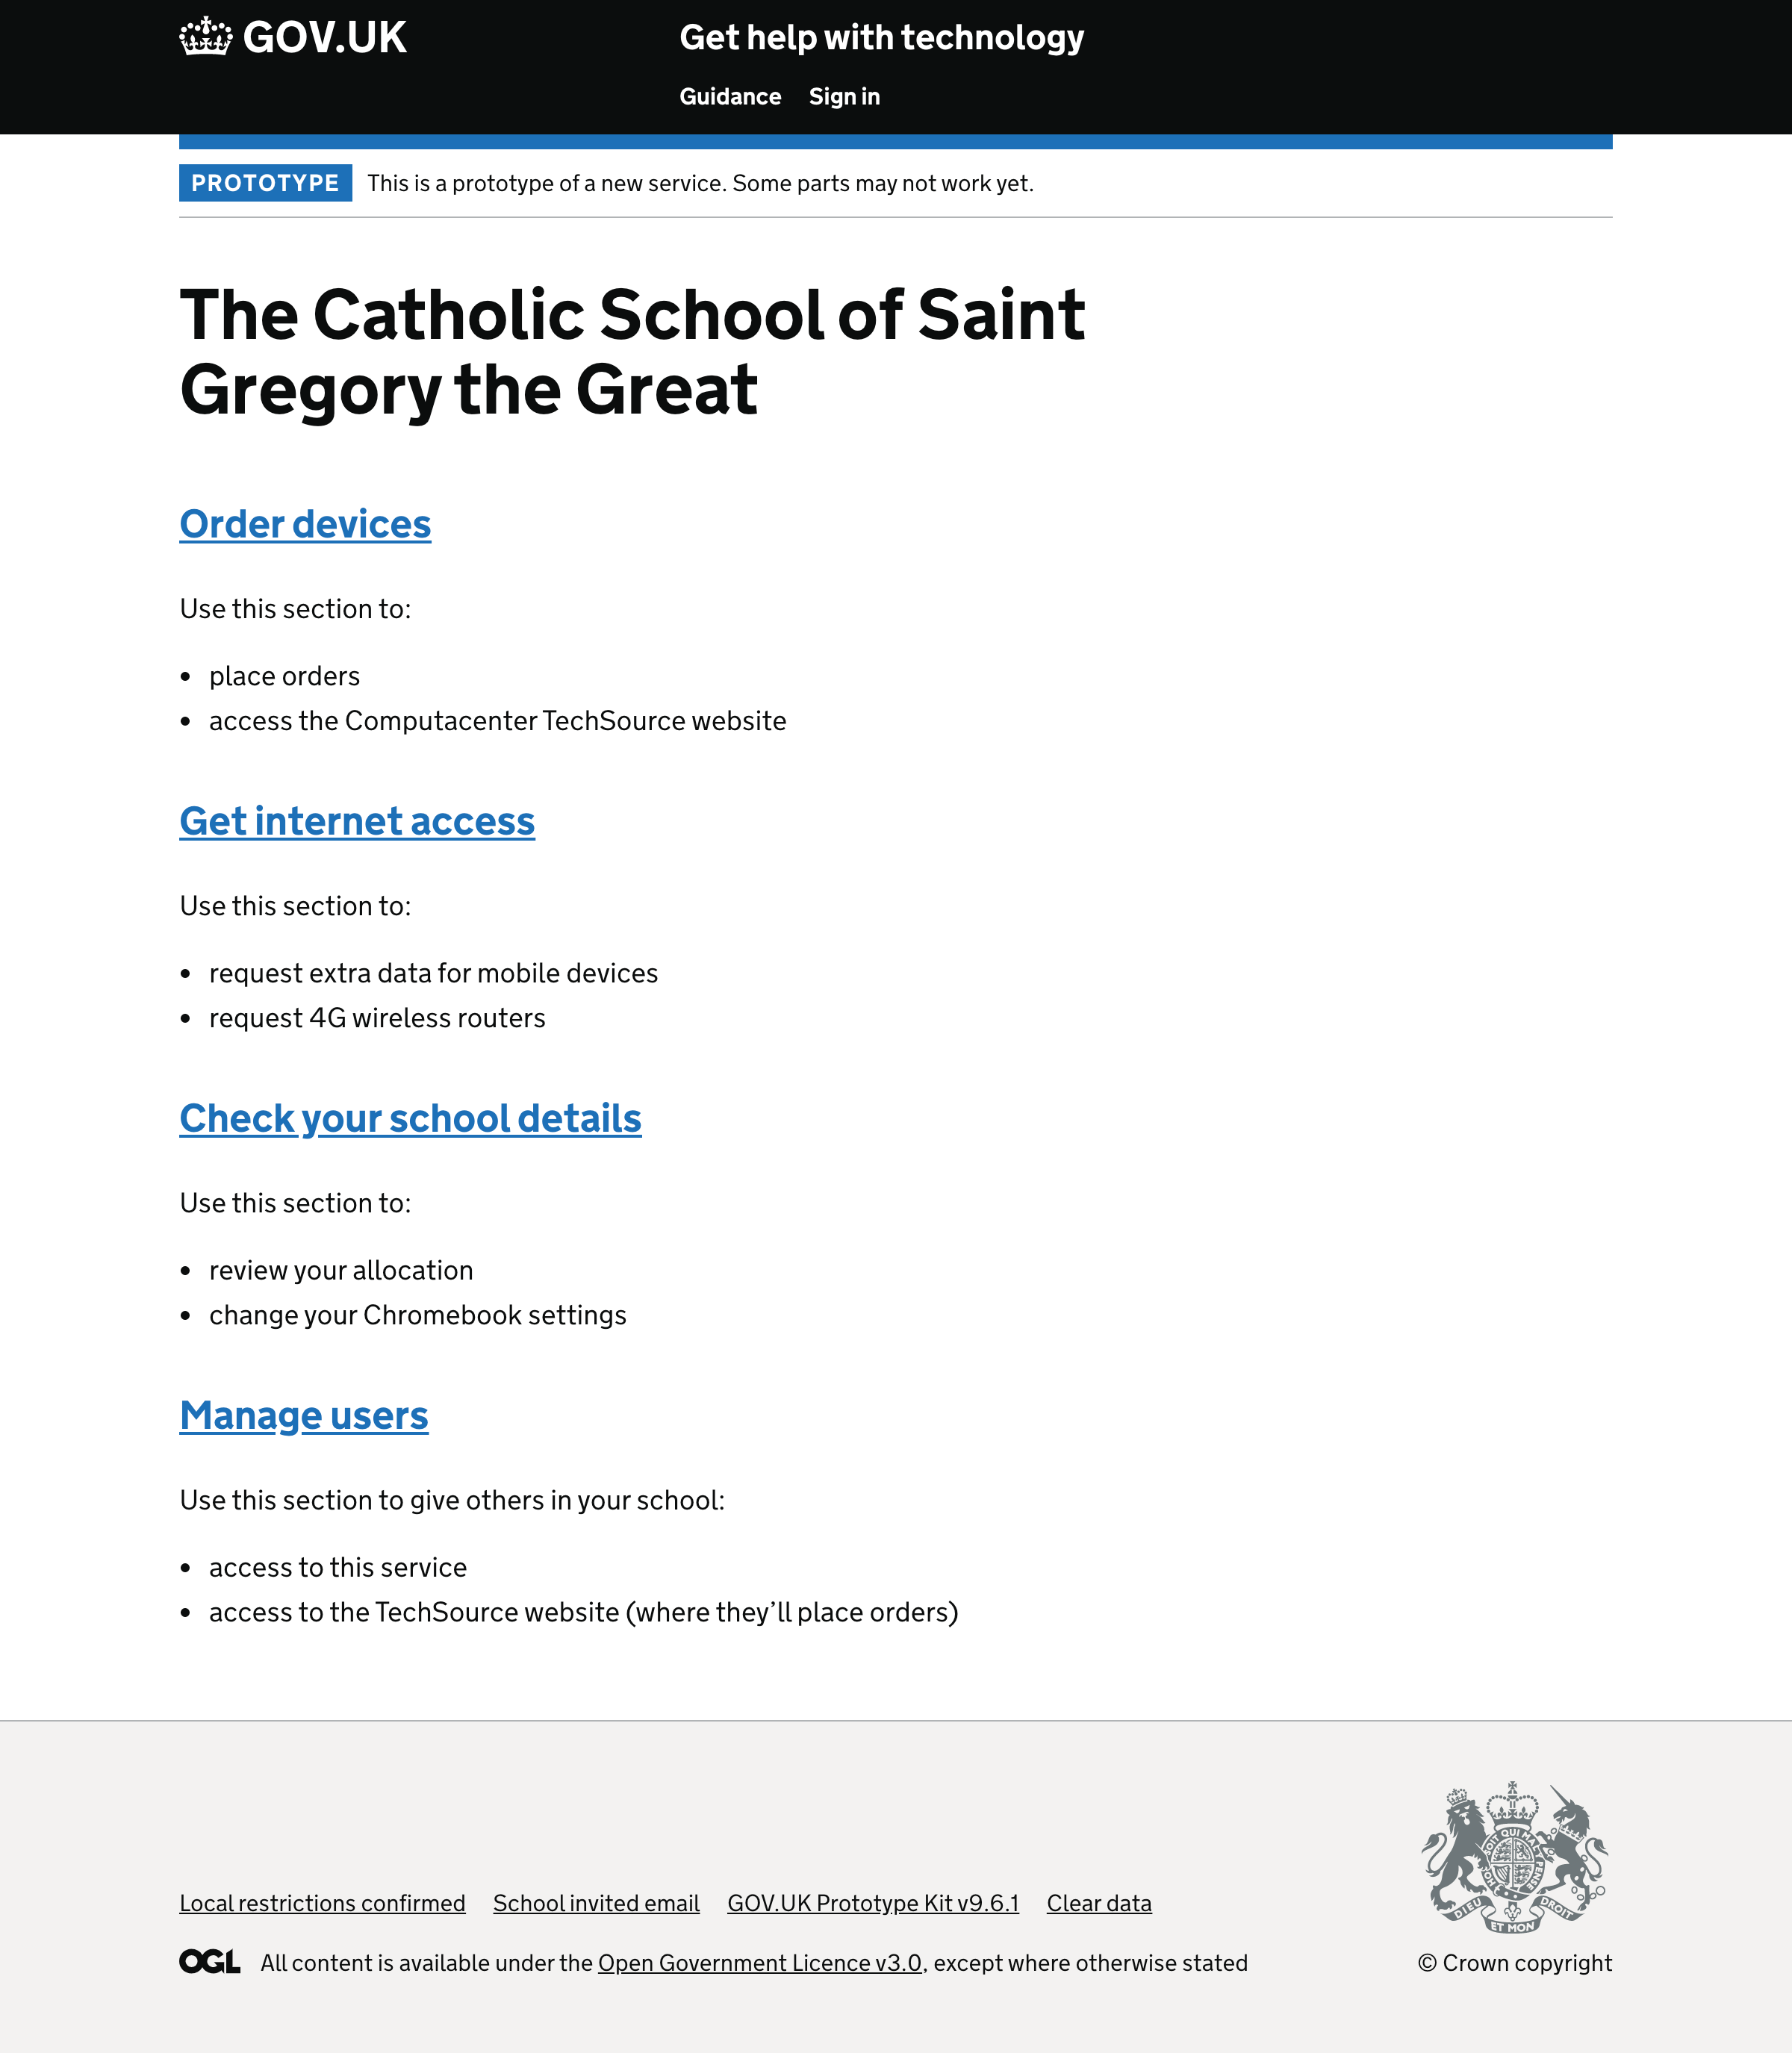 GOV.UK
Get help with technology
Guidance Sign in
PROTOTYPE This is a prototype of a new service. Some parts may not work yet.
The Catholic School of Saint
Gregory the Great
Order devices
Use this section to:
• place orders
• access the Computacenter TechSource website
Get internet access
Use this section to:
• request extra data for mobile devices
• request 4G wireless routers
Check your school details
Use this section to:
• review your allocation
• change your Chromebook settings
Manage users
Use this section to give others in your school:
• access to this service
• access to the TechSource website (where they’ll place orders)
Local restrictions confirmed School invited email GOV.UK Prototype Kit v9.6.1 Clear data
OGL All content is available under the Open Government Licence v3.0, except where otherwise stated
DIEU ET MON DROIT
© Crown copyright